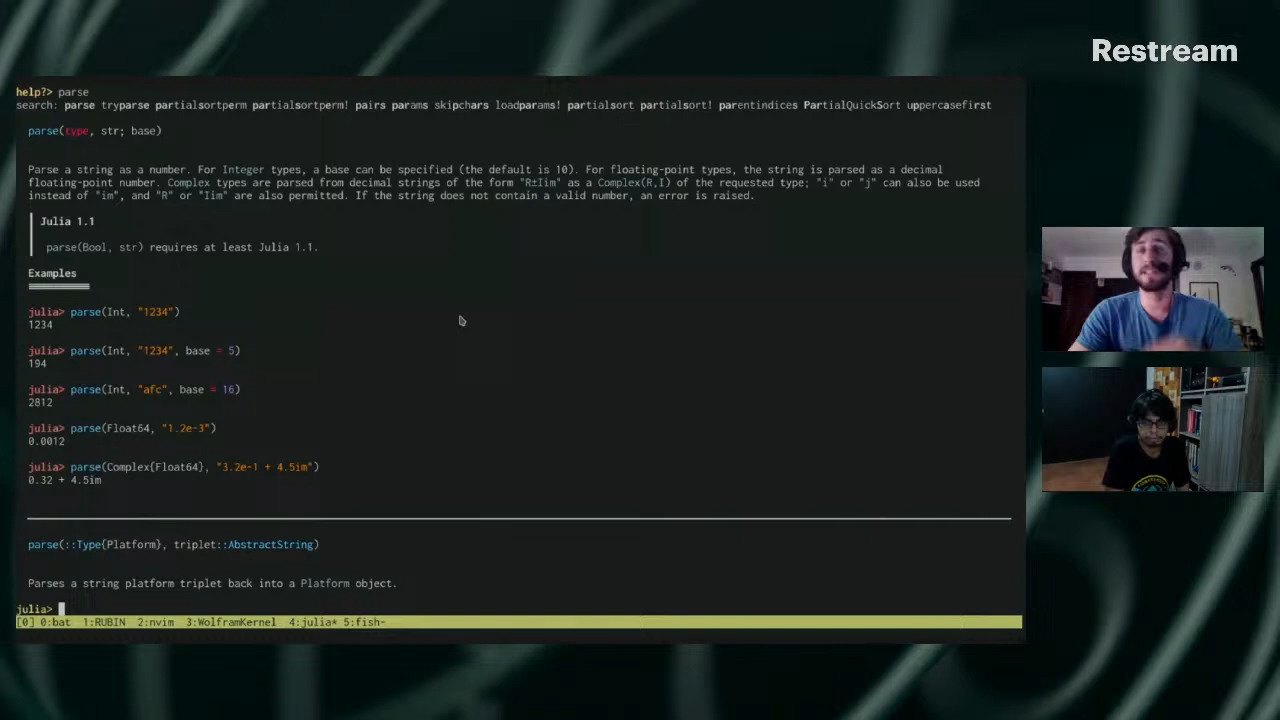 Restream
help?> parse
search: parse tryparse partialsortperm partialsortperm! pairs params skipchars loadparams! partialsort partialsort! parentindices PartialQuickSort uppercasefirst
parse(type, str; base)
Parse a string as a number. For Integer types, a base can be specified (the default is 10). For floating-point types, the string is parsed as a decimal
floating-point number. Complex types are parsed from decimal strings of the form "R±Iim" as a Complex(R,I) of the requested type; "i" or "j" can also be used
instead of "im", and "R" or "Iim" are also permitted. If the string does not contain a valid number, an error is raised.
Julia 1.1
parse(Bool, str) requires at least Julia 1.1.
Examples
julia> parse(Int, "1234")
1234
julia> parse(Int, "1234", base = 5)
194
julia> parse(Int, "afc", base = 16)
2812
julia> parse(Float64, "1.2e-3")
0.0012
julia> parse(Complex{Float64}, "3.2e-1 + 4.5im")
0.32 + 4.5im
parse(::Type{Platform}, triplet::AbstractString)
Parses a string platform triplet back into a Platform object.
julia>
[0] 0:bat 1:RUBIN 2:nvim 3:WolframKernel 4:julia* 5:fish-